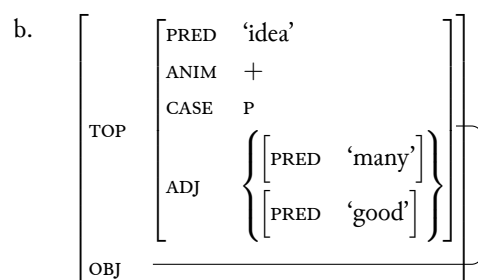 b.
PRED ‘idea’
ANIM +
CASE P
TOP
[PRED ‘many’]
ADJ
[PRED ‘good’]
OBJ